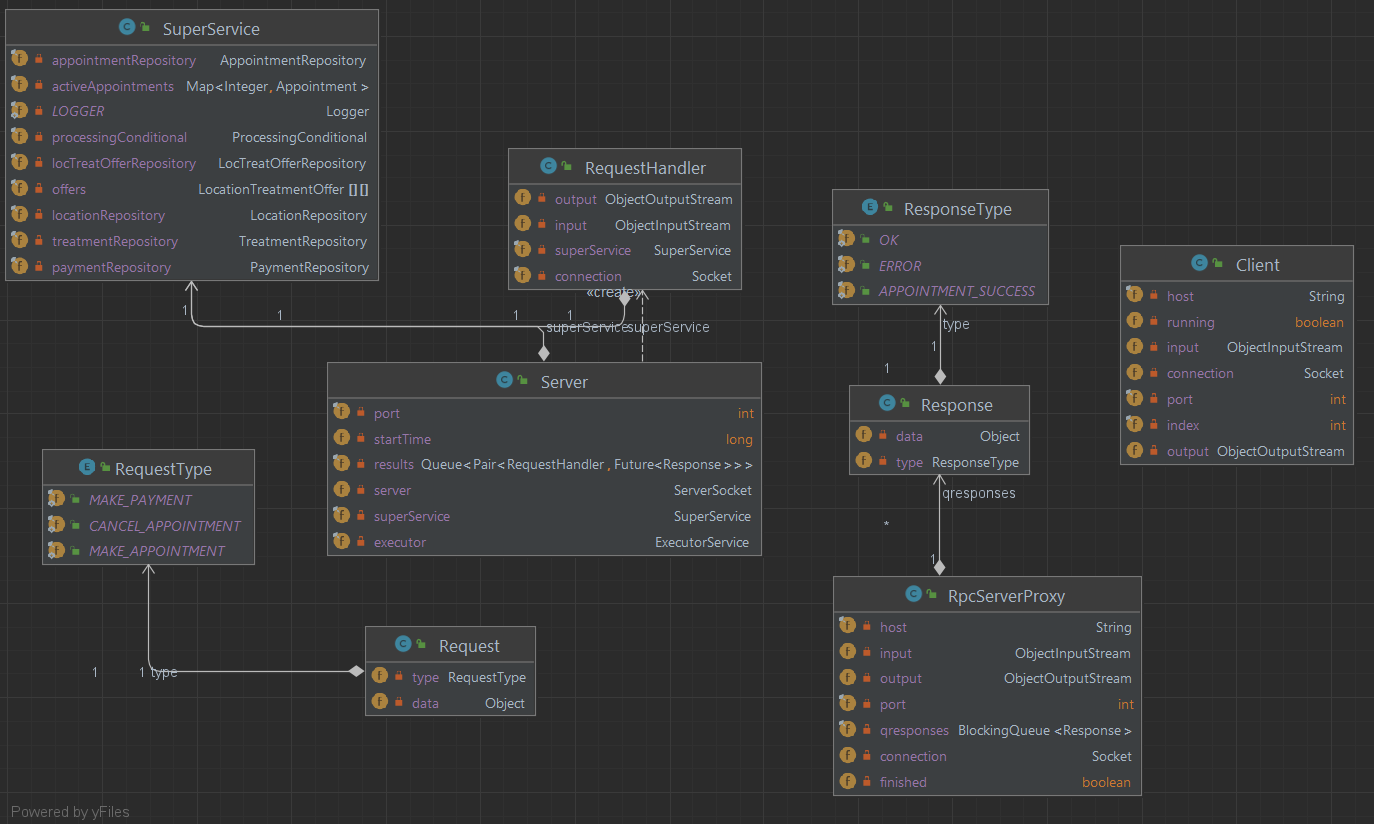 SuperService
appointmentRepository AppointmentRepository
activeAppointments Map<Integer, Appointment >
LOGGER Logger
processingConditional ProcessingConditional
locTreatOfferRepository LocTreatOfferRepository
offers LocationTreatmentOffer [][]
locationRepository LocationRepository
treatmentRepository TreatmentRepository
paymentRepository PaymentRepository
RequestHandler
output ObjectOutputStream
input ObjectInputStream
superService SuperService
connection Socket
«create»
1
1
1
1
superService
superService
ResponseType
OK
ERROR
APPOINTMENT_SUCCESS
type
1
1
Client
host String
running boolean
input ObjectInputStream
connection Socket
port int
index int
output ObjectOutputStream
Server
port int
startTime long
results Queue<Pair<RequestHandler, Future<Response >>>
server ServerSocket
superService SuperService
executor ExecutorService
Response
data Object
type ResponseType
qresponses
*
1
RequestType
MAKE_PAYMENT
CANCEL_APPOINTMENT
MAKE_APPOINTMENT
1
1
type
Request
type RequestType
data Object
RpcServerProxy
host String
input ObjectInputStream
output ObjectOutputStream
port int
qresponses BlockingQueue <Response >
connection Socket
finished boolean
Powered by yFiles